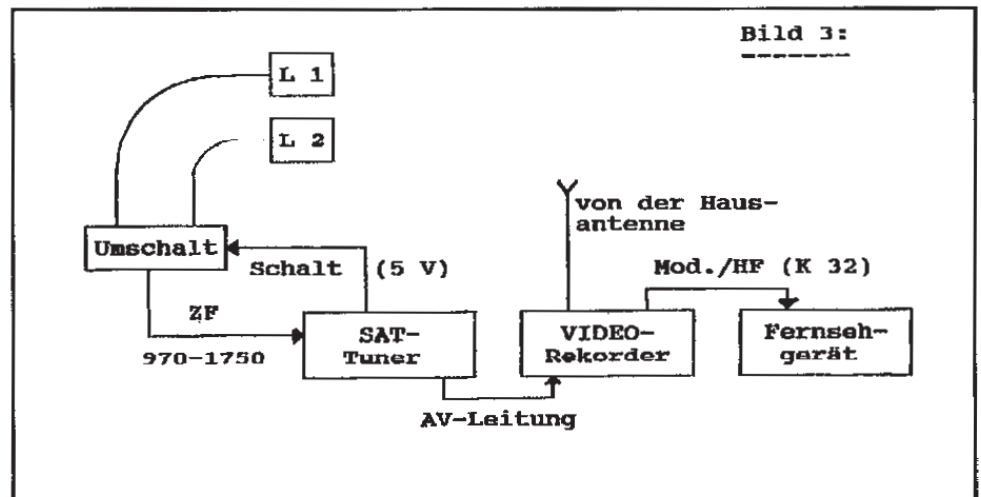 Bild 3:
L 1
L 2
von der Haus-
antenne
Umschalt
Schalt (5 V)
Mod./HF (K 32)
ZF
970-1750
SAT-
Tuner
VIDEO-
Rekorder
Fernseh-
gerät
AV-Leitung